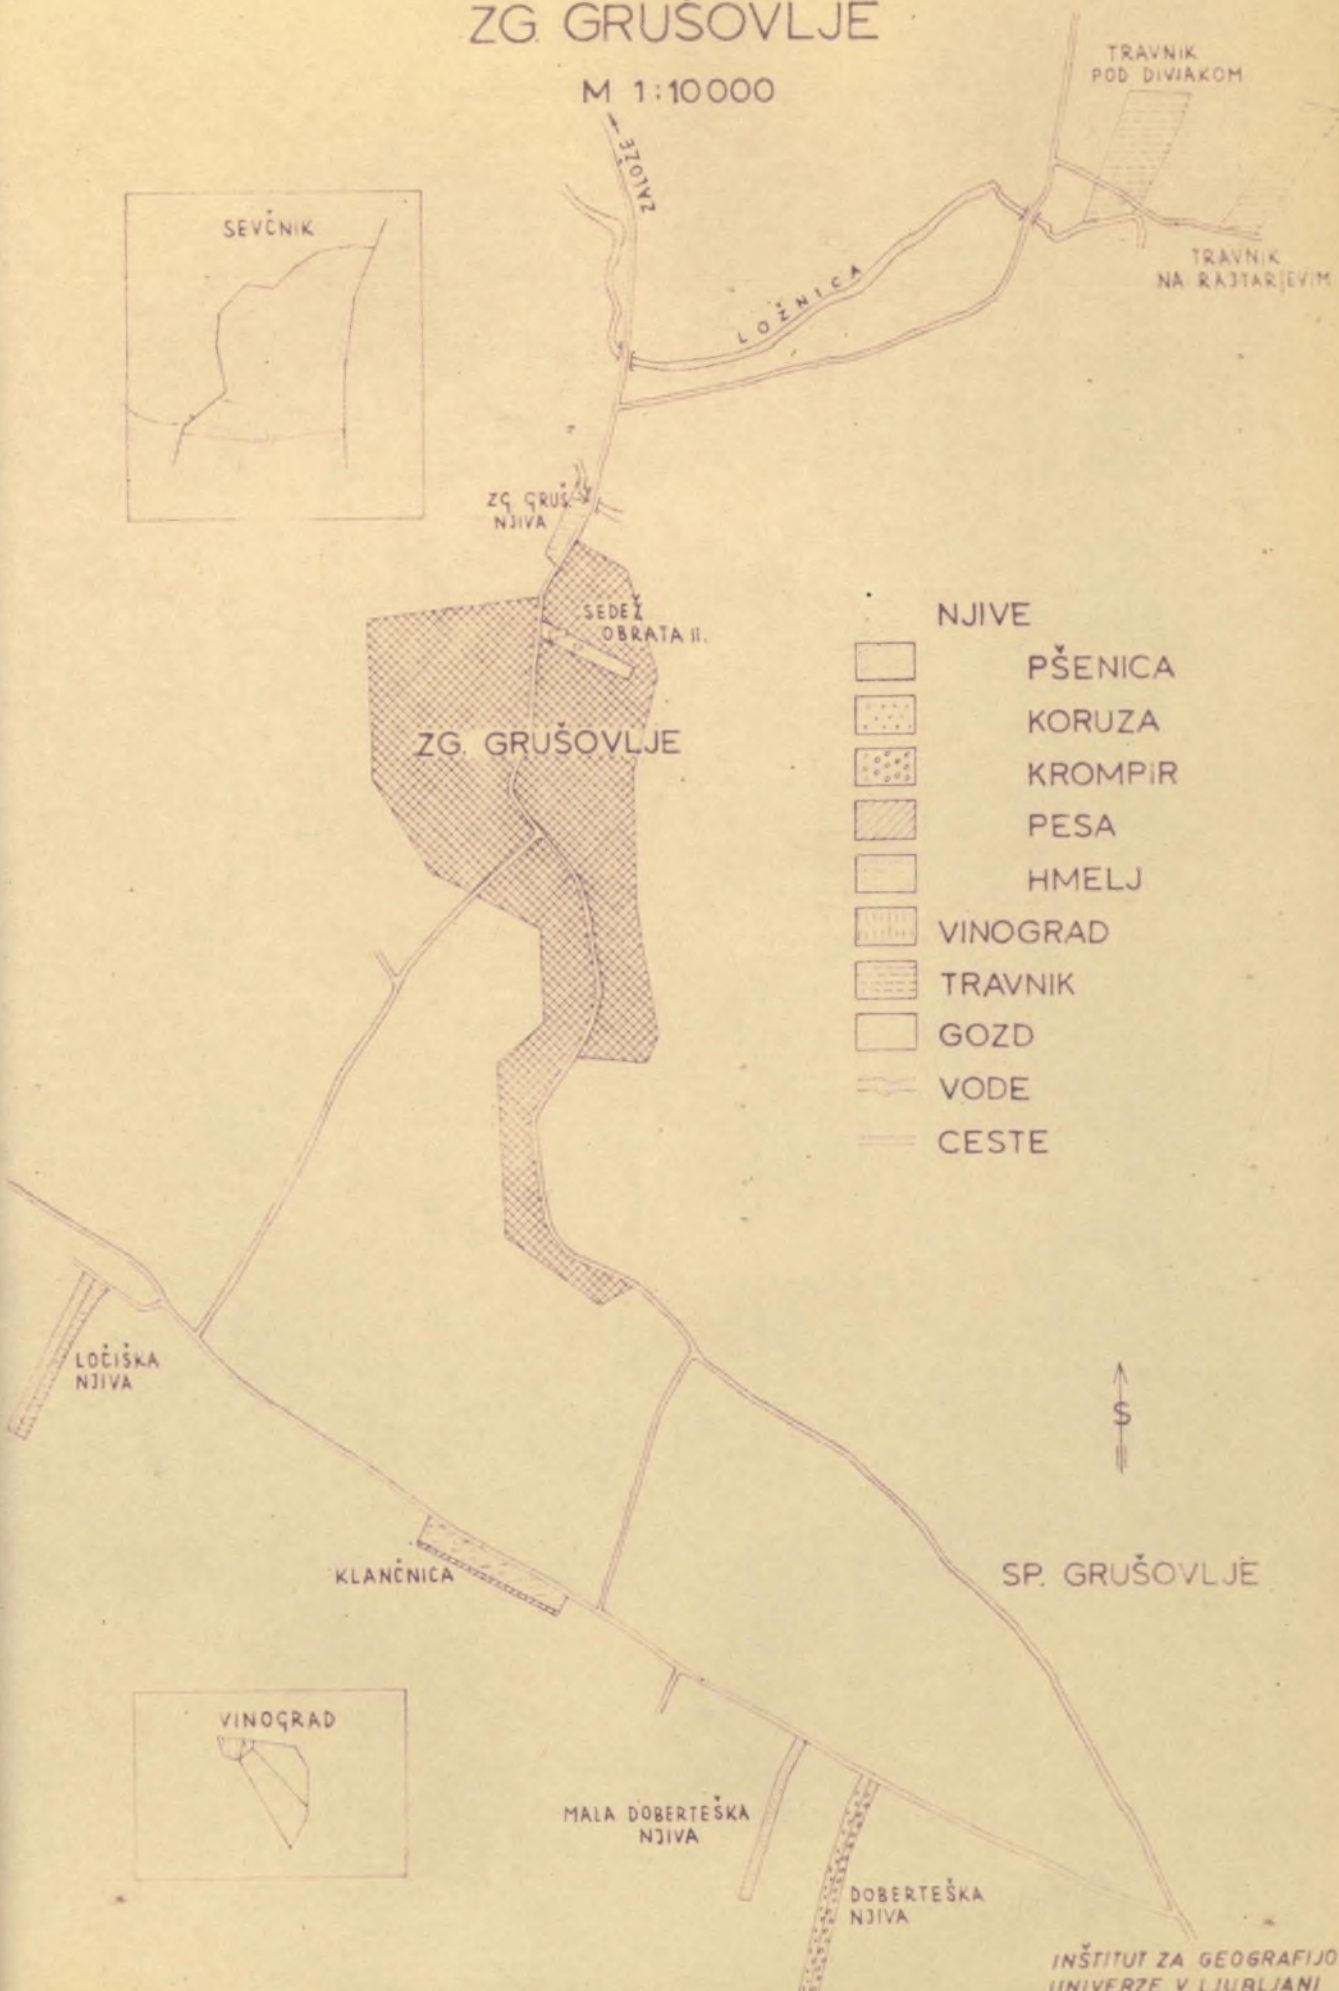 ZG. GRUŠOVLJE
M 1:10000
TRAVNIK
POD DIVJAKOM
ZALOŽE
SEVČNIK
LOŽNICA
TRAVNIK
NA RAJTARJEVIM
ZG GRUŠ.
NJIVA
SEDEŽ
OBRATA II.
ZG. GRUŠOVLJE
NJIVE
PŠENICA
KORUZA
KROMPIR
PESA
HMELJ
VINOGRAD
TRAVNIK
GOZD
VODE
CESTE
LOČIŠKA
NJIVA
S
KLANČNICA
SP. GRUŠOVLJE
VINOGRAD
MALA DOBERTEŠKA
NJIVA
DOBERTEŠKA
NJIVA
INŠTITUT ZA GEOGRAFIJO
UNIVERZE V LJUBLJANI